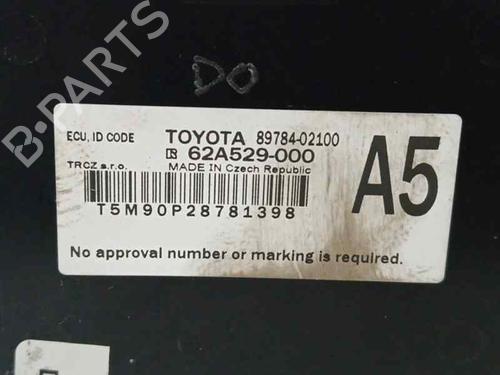 DO
B-PARTS
ECU, ID CODE TOYOTA 89784-02100
R 62A529-000
TRCZ s.r.o. MADE IN Czech Republic
A5
T5M90P28781398
No approval number or marking is required.